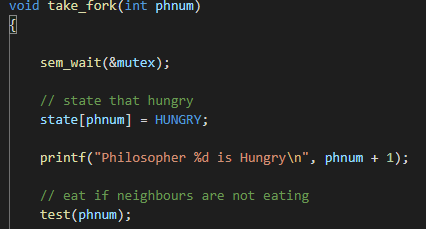 void take_fork(int phnum)
{
sem_wait(&mutex);
// state that hungry
state[phnum] = HUNGRY;
printf("Philosopher %d is Hungry\n", phnum + 1);
// eat if neighbours are not eating
test(phnum);